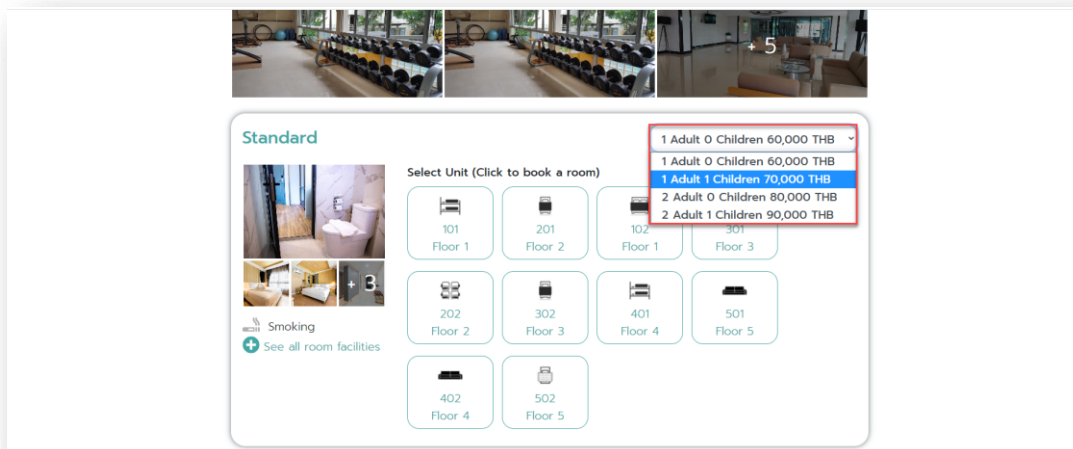 + 5
Standard
1 Adult 0 Children 60,000 THB
1 Adult 0 Children 60,000 THB
1 Adult 1 Children 70,000 THB
2 Adult 0 Children 80,000 THB
2 Adult 1 Children 90,000 THB
Select Unit (Click to book a room)
101
Floor 1
201
Floor 2
102
Floor 1
301
Floor 3
202
Floor 2
302
Floor 3
401
Floor 4
501
Floor 5
402
Floor 4
502
Floor 5
+ 3
Smoking
See all room facilities